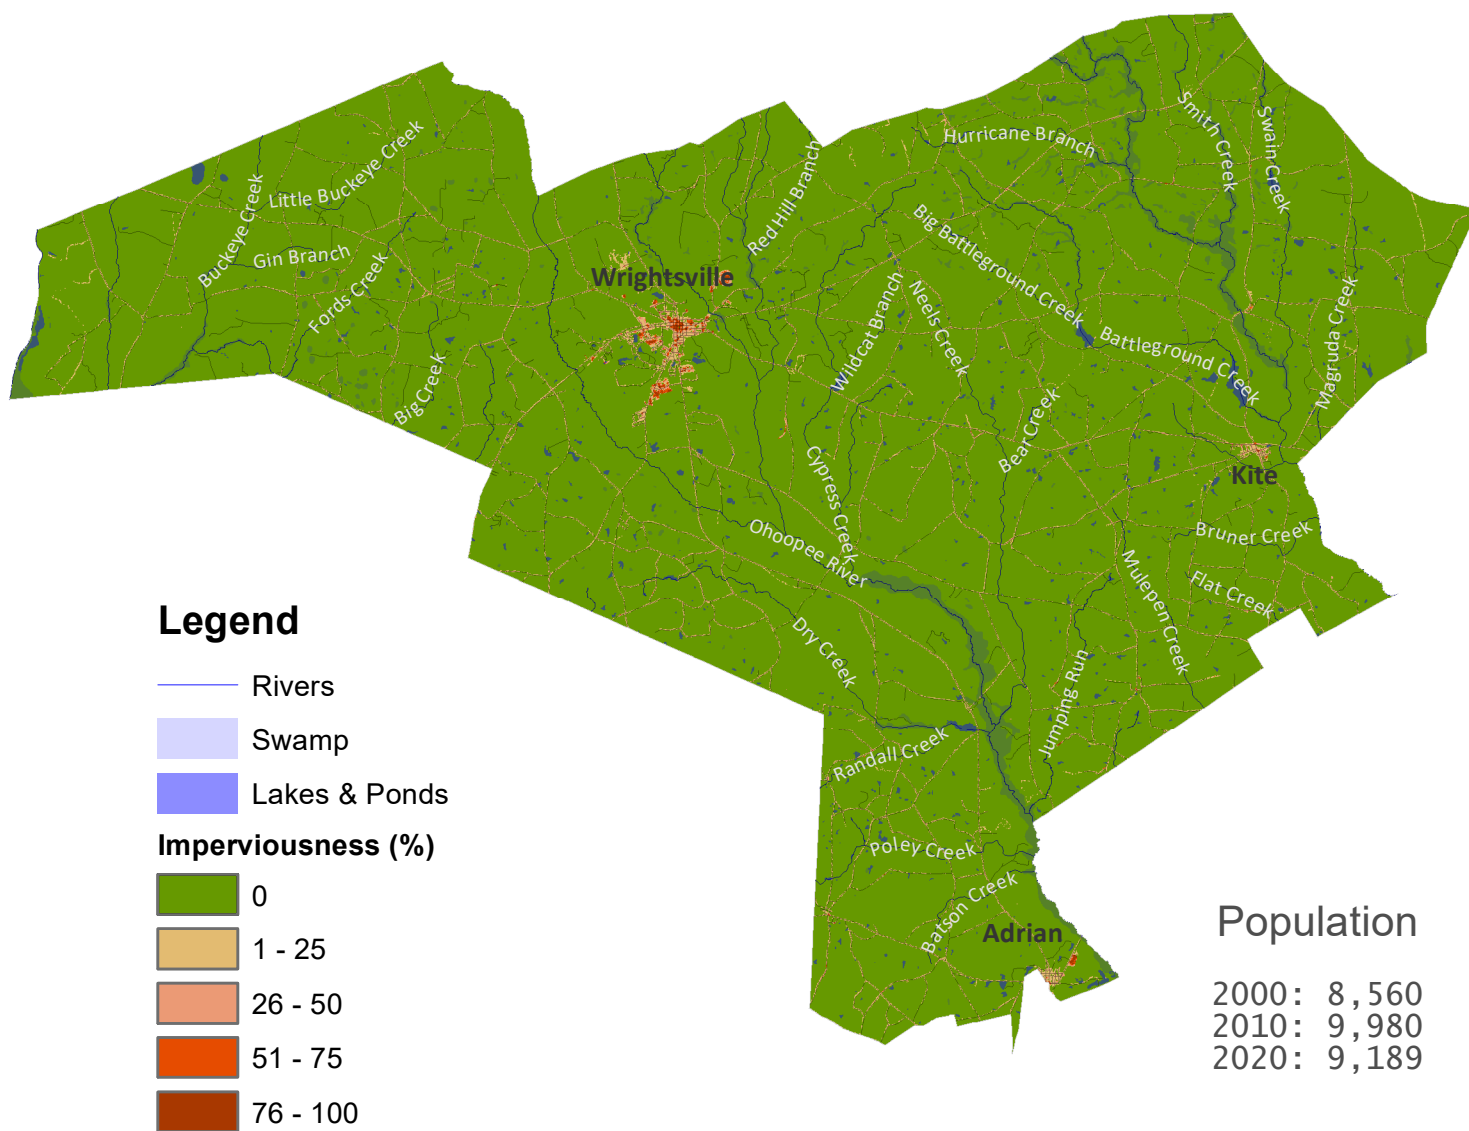 Smith Creek
Swain Creek
Hurricane Branch
Little Buckeye Creek
Red Hill Branch
Buckeye Creek
Gin Branch
Big Battleground Creek
Fords Creek
Wrightsville
Neels Creek
Wildcat Branch
Magruda Creek
Battleground Creek
Big Creek
Bear Creek
Kite
Cypress Creek
Ohoopee River
Bruner Creek
Mulepen Creek
Flat Creek
Dry Creek
Jumping Run
Randall Creek
Poley Creek
Batson Creek
Adrian
Legend
Rivers
Swamp
Lakes & Ponds
Imperviousness (%)
0
1 - 25
26 - 50
51 - 75
76 - 100
Population
2000: 8,560
2010: 9,980
2020: 9,189